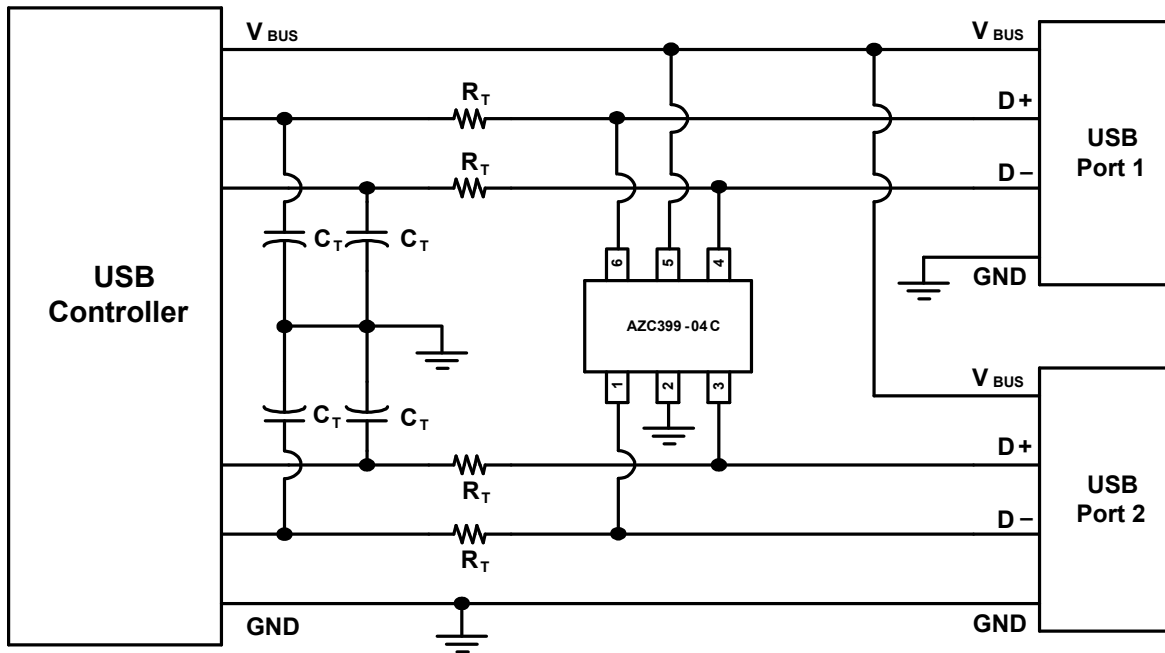 V BUS
V BUS
R T
D+
R T
D−
USB
Port 1
C T
C T
6
5
4
GND
USB
Controller
AZC399-04C
1
2
3
V BUS
C T
C T
D+
R T
USB
Port 2
D−
R T
GND
GND